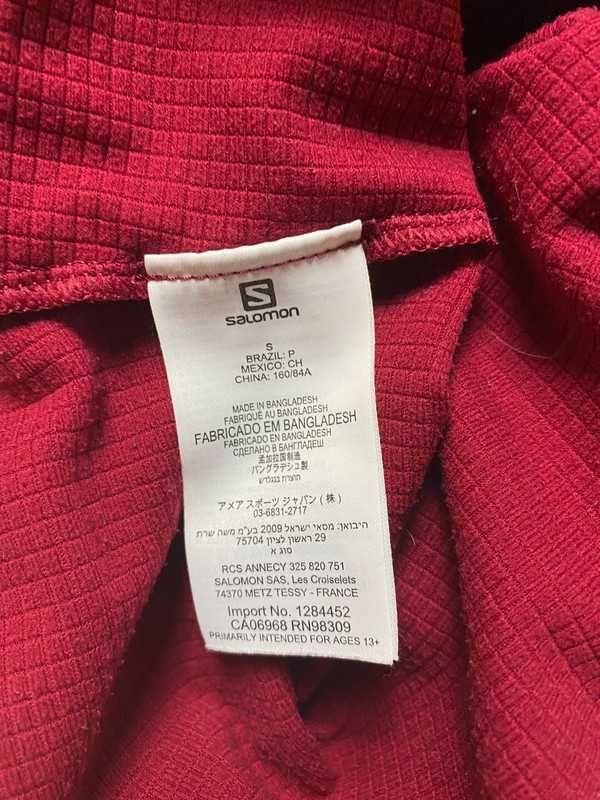 S
salomon
S
BRAZIL: P
MEXICO: CH
CHINA: 160/84A
MADE IN BANGLADESH
FABRIQUÉ AU BANGLADESH
FABRICADO EM BANGLADESH
FABRICADO EN BANGLADESH
СДЕЛАНО В БАНГЛАДЕШ
孟加拉国制造
バングラデシュ製
תוצרת בנגלדש
アメア スポーツ ジャパン (株)
03-6831-2717
היבואן: מסאי ישראל 2009 בע"מ משה שרת
29 ראשון לציון 75704
סוג א
RCS ANNECY 325 820 751
SALOMON SAS, Les Croiselets
74370 METZ TESSY - FRANCE
Import No. 1284452
CA06968 RN98309
PRIMARILY INTENDED FOR AGES 13+